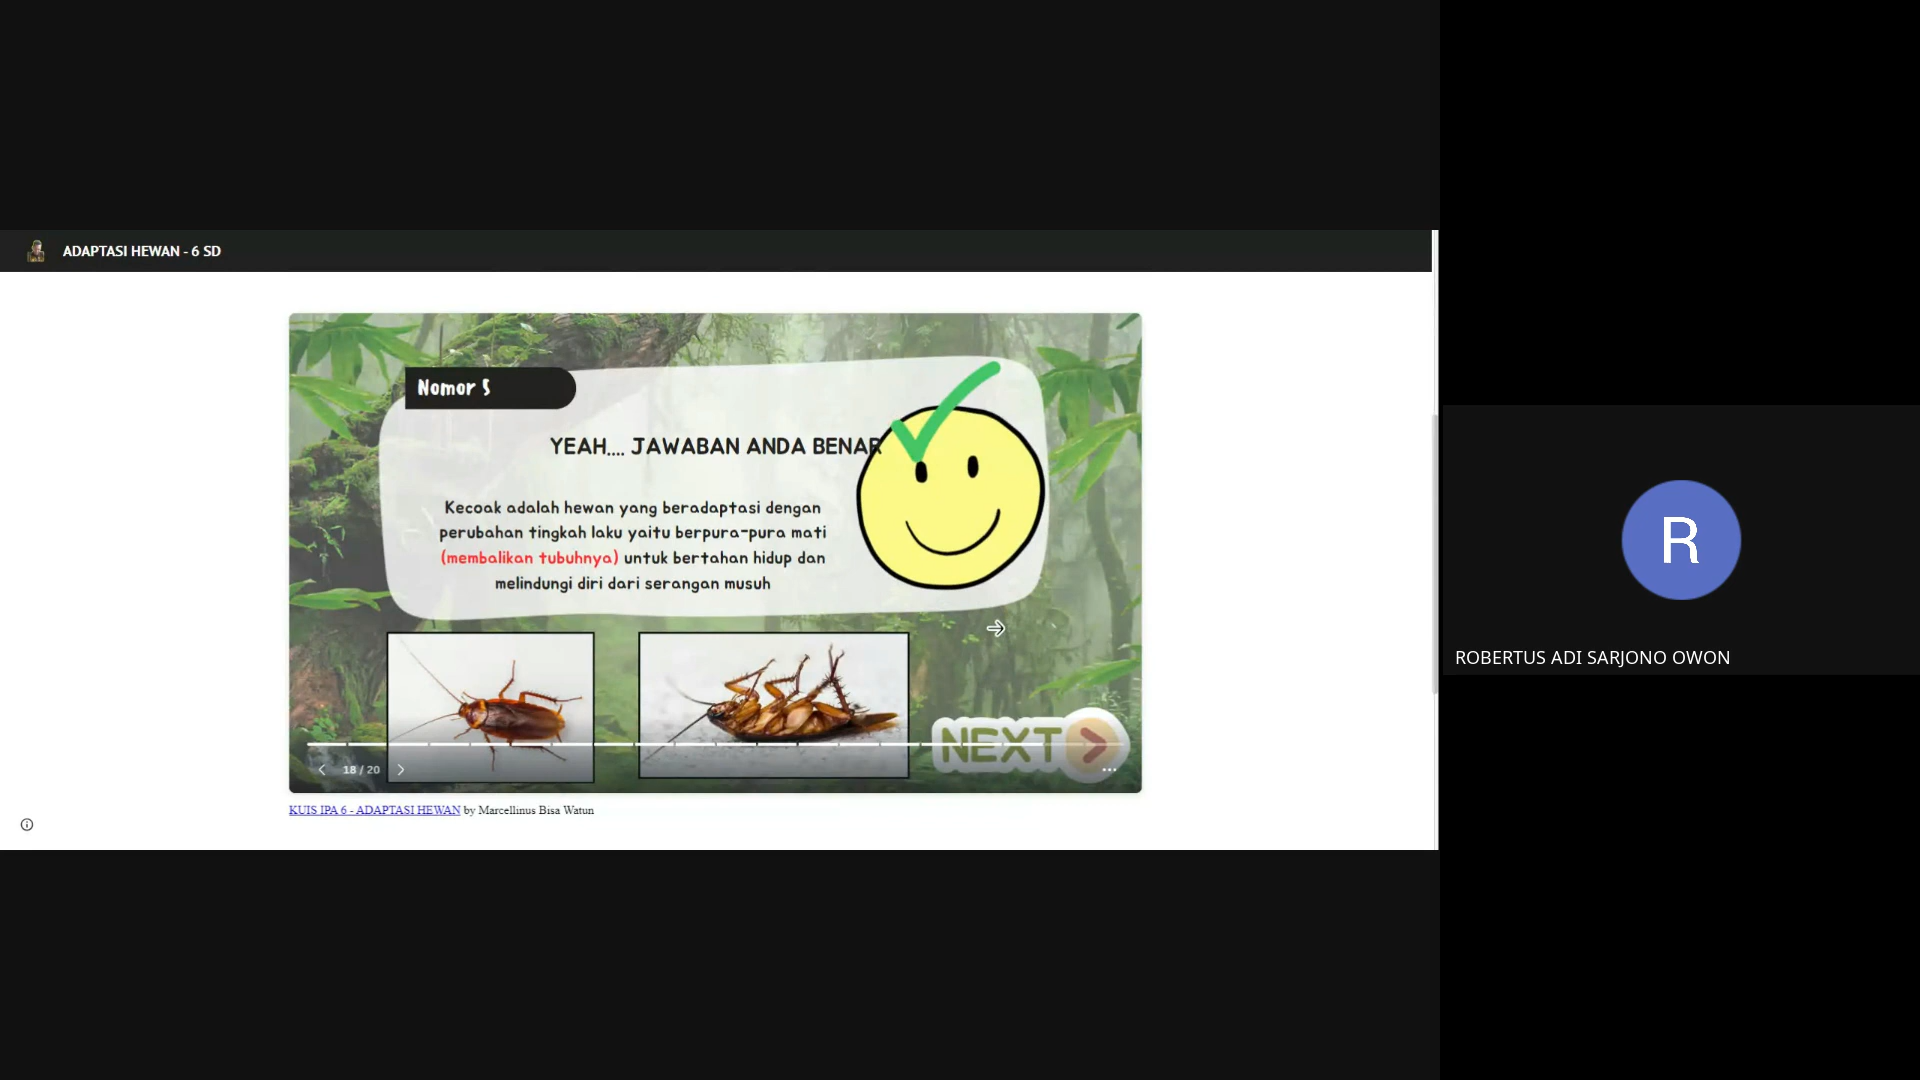 ADAPTASI HEWAN - 6 SD
Nomor 5
YEAH.... JAWABAN ANDA BENAR
Kecoak adalah hewan yang beradaptasi dengan
perubahan tingkah laku yaitu berpura-pura mati
(membalikan tubuhnya) untuk bertahan hidup dan
melindungi diri dari serangan musuh
NEXT
18 / 20
KUIS IPA 6 - ADAPTASI HEWAN by Marcellinus Bisa Watun
R
ROBERTUS ADI SARJONO OWON